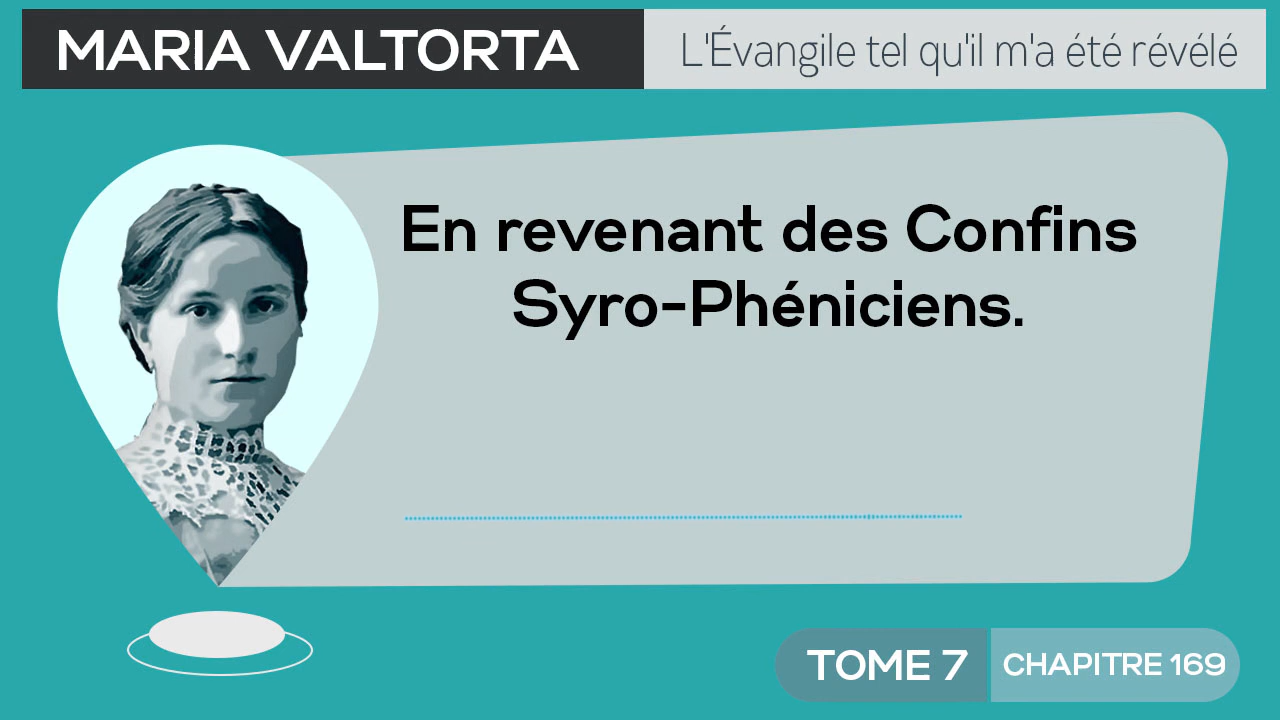 MARIA VALTORTA
L'Évangile tel qu'il m'a été révélé
En revenant des Confins
Syro-Phéniciens.
TOME 7
CHAPITRE 169